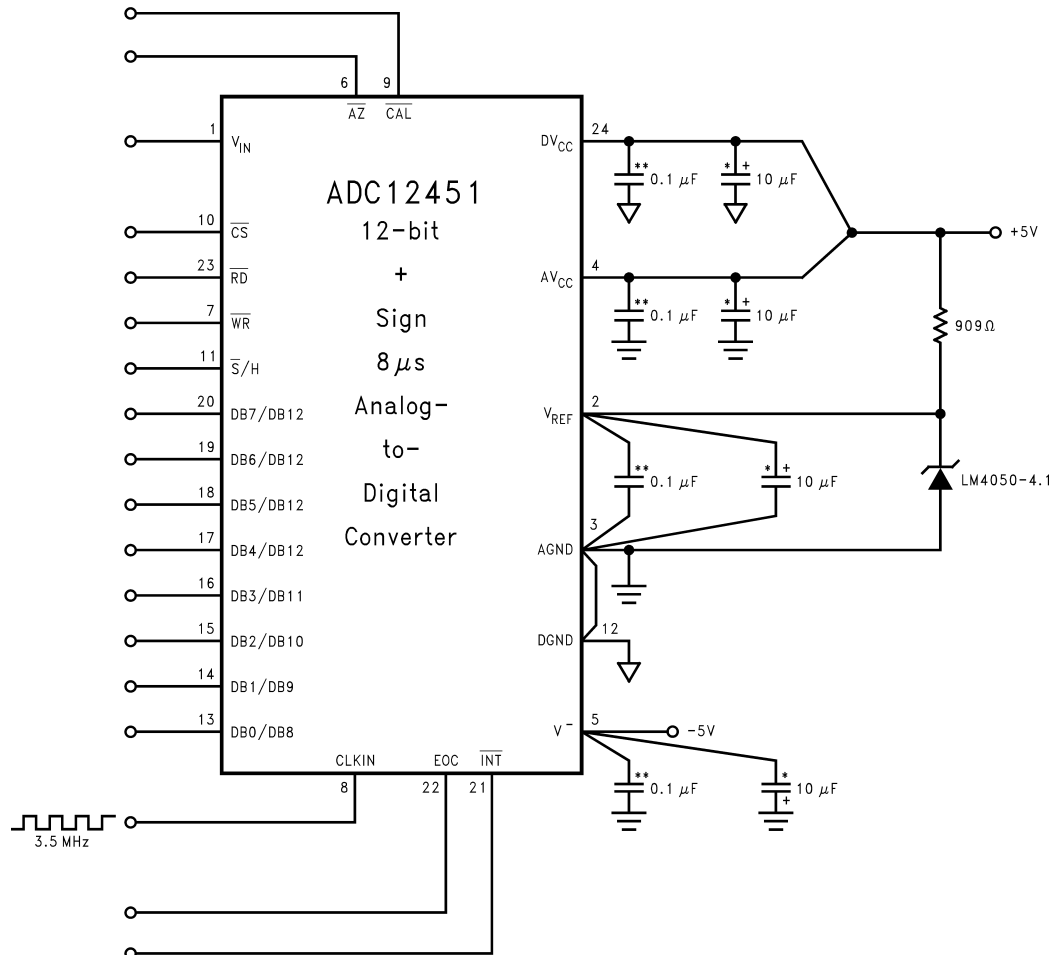 6 9
AZ CAL
1 VIN
DVCC 24
** 0.1 μF * + 10 μF
ADC12451
12-bit
+
Sign
8 μs
Analog-
to-
Digital
Converter
10 CS
23 RD
7 WR
11 S/H
20 DB7/DB12
19 DB6/DB12
18 DB5/DB12
17 DB4/DB12
16 DB3/DB11
15 DB2/DB10
14 DB1/DB9
13 DB0/DB8
+5V
AVCC 4
** 0.1 μF * + 10 μF
909Ω
VREF 2
** 0.1 μF * + 10 μF
LM4050-4.1
AGND 3
DGND 12
V- 5
-5V
** 0.1 μF * + 10 μF
CLKIN EOC INT
8 22 21
3.5 MHz